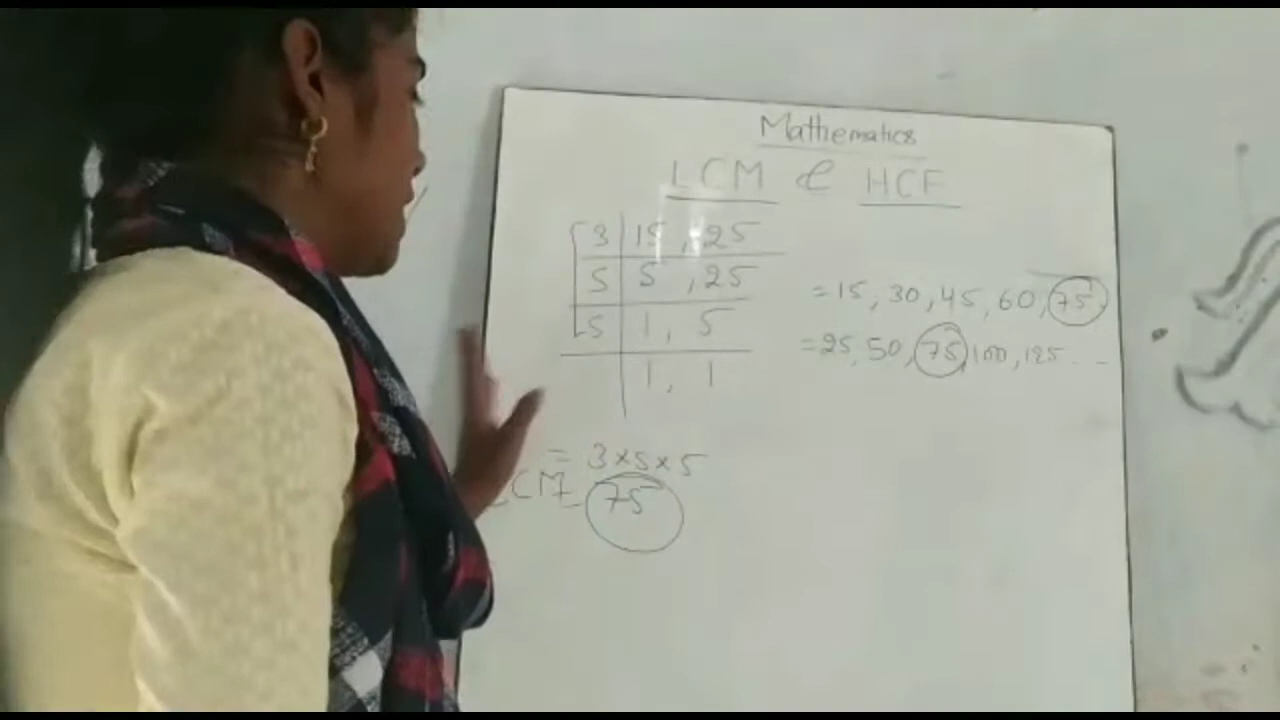 Mathematics
LCM & HCF
3 | 15 , 25
5 | 5 , 25
5 | 1 , 5
1 , 1
= 15, 30, 45, 60, 75
= 25, 50, 75, 100, 125 . . .
= 3 × 5 × 5
LCM = 75